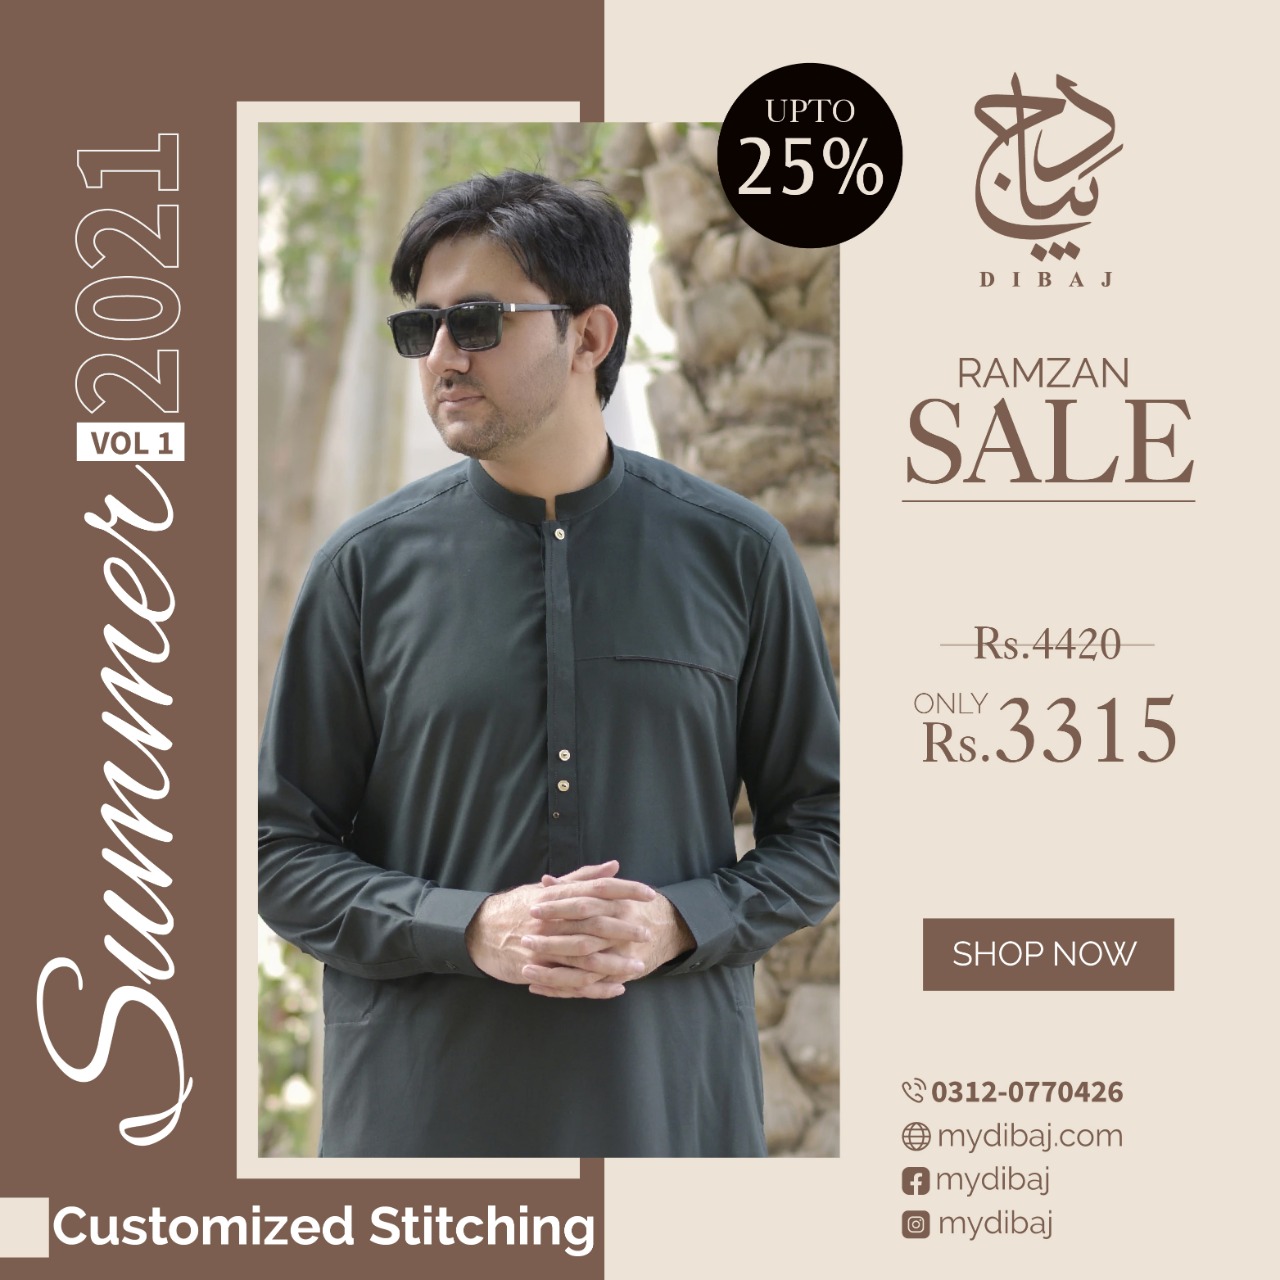 Summer
VOL 1
2021
UPTO
25%
دیباج
DIBAJ
RAMZAN
SALE
Rs.4420
ONLY
Rs.3315
SHOP NOW
0312-0770426
mydibaj.com
mydibaj
mydibaj
Customized Stitching